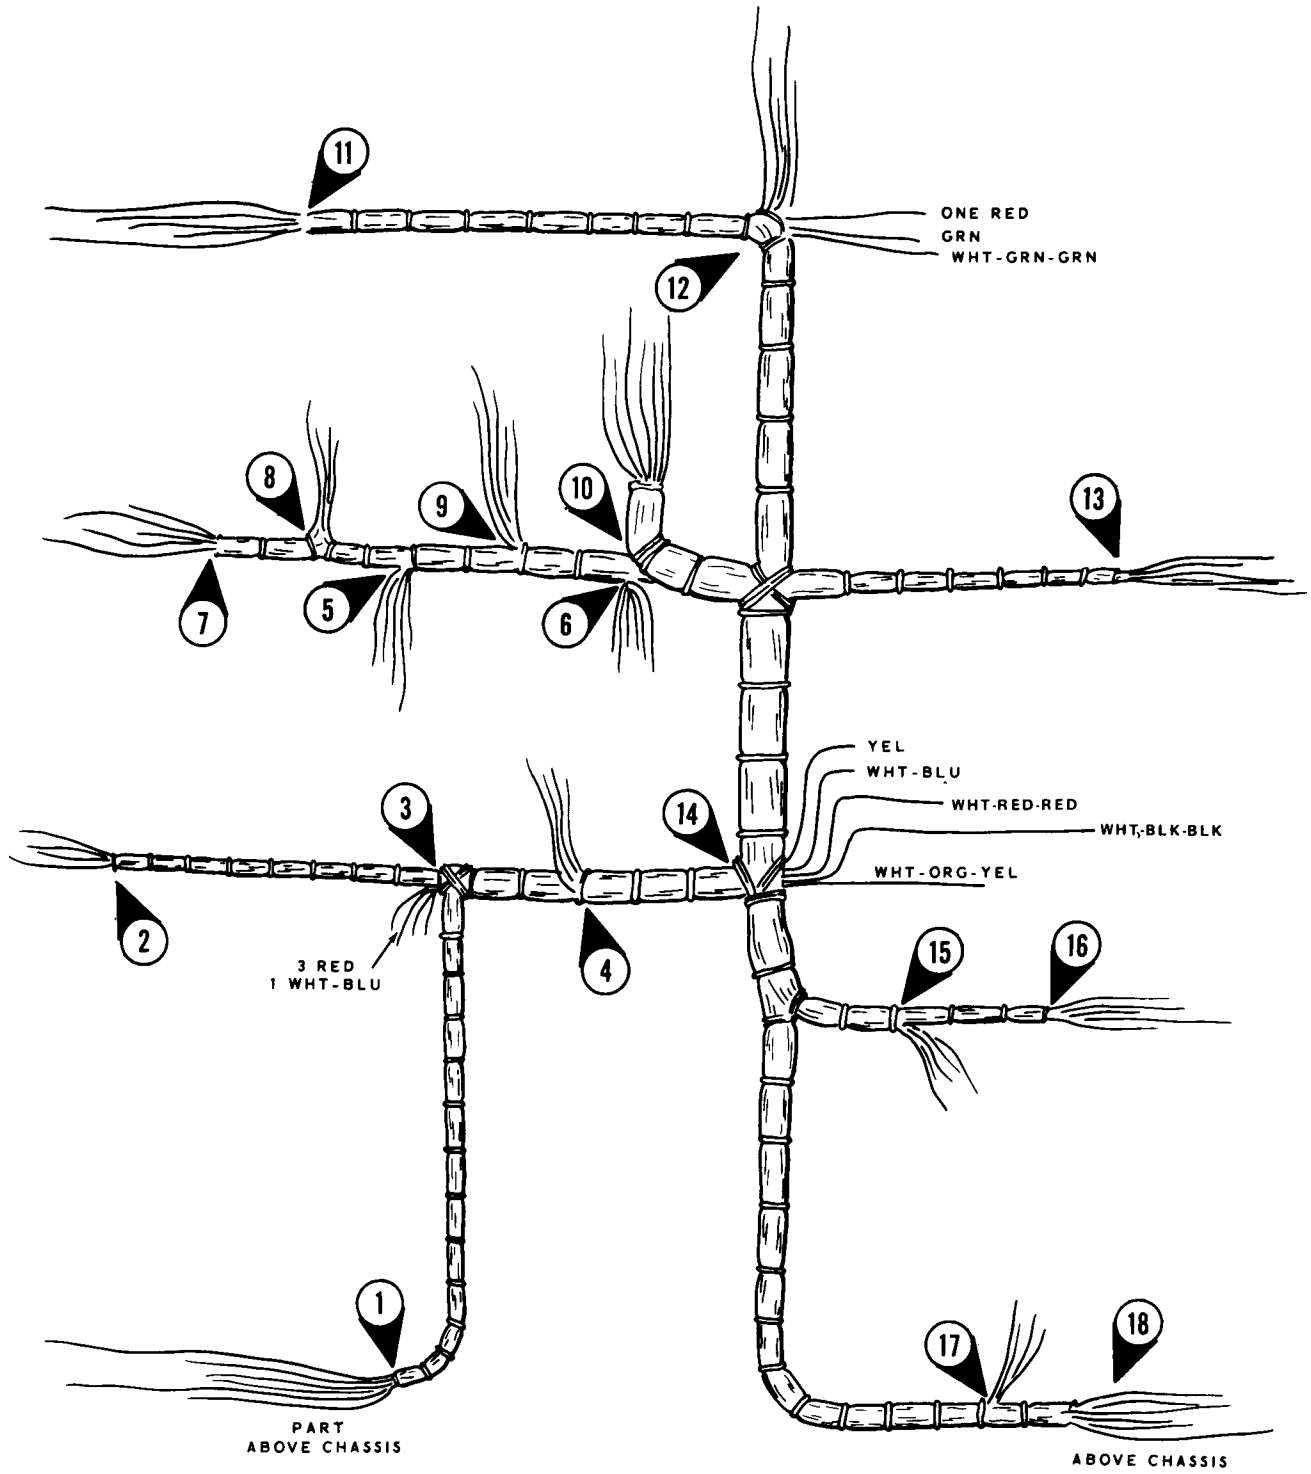 11
ONE RED
GRN
WHT-GRN-GRN
12
8
9
10
13
5
6
7
YEL
WHT-BLU
WHT-RED-RED
WHT-BLK-BLK
WHT-ORG-YEL
3
14
2
3 RED
1 WHT-BLU
4
15
16
1
17
18
PART
ABOVE CHASSIS
ABOVE CHASSIS